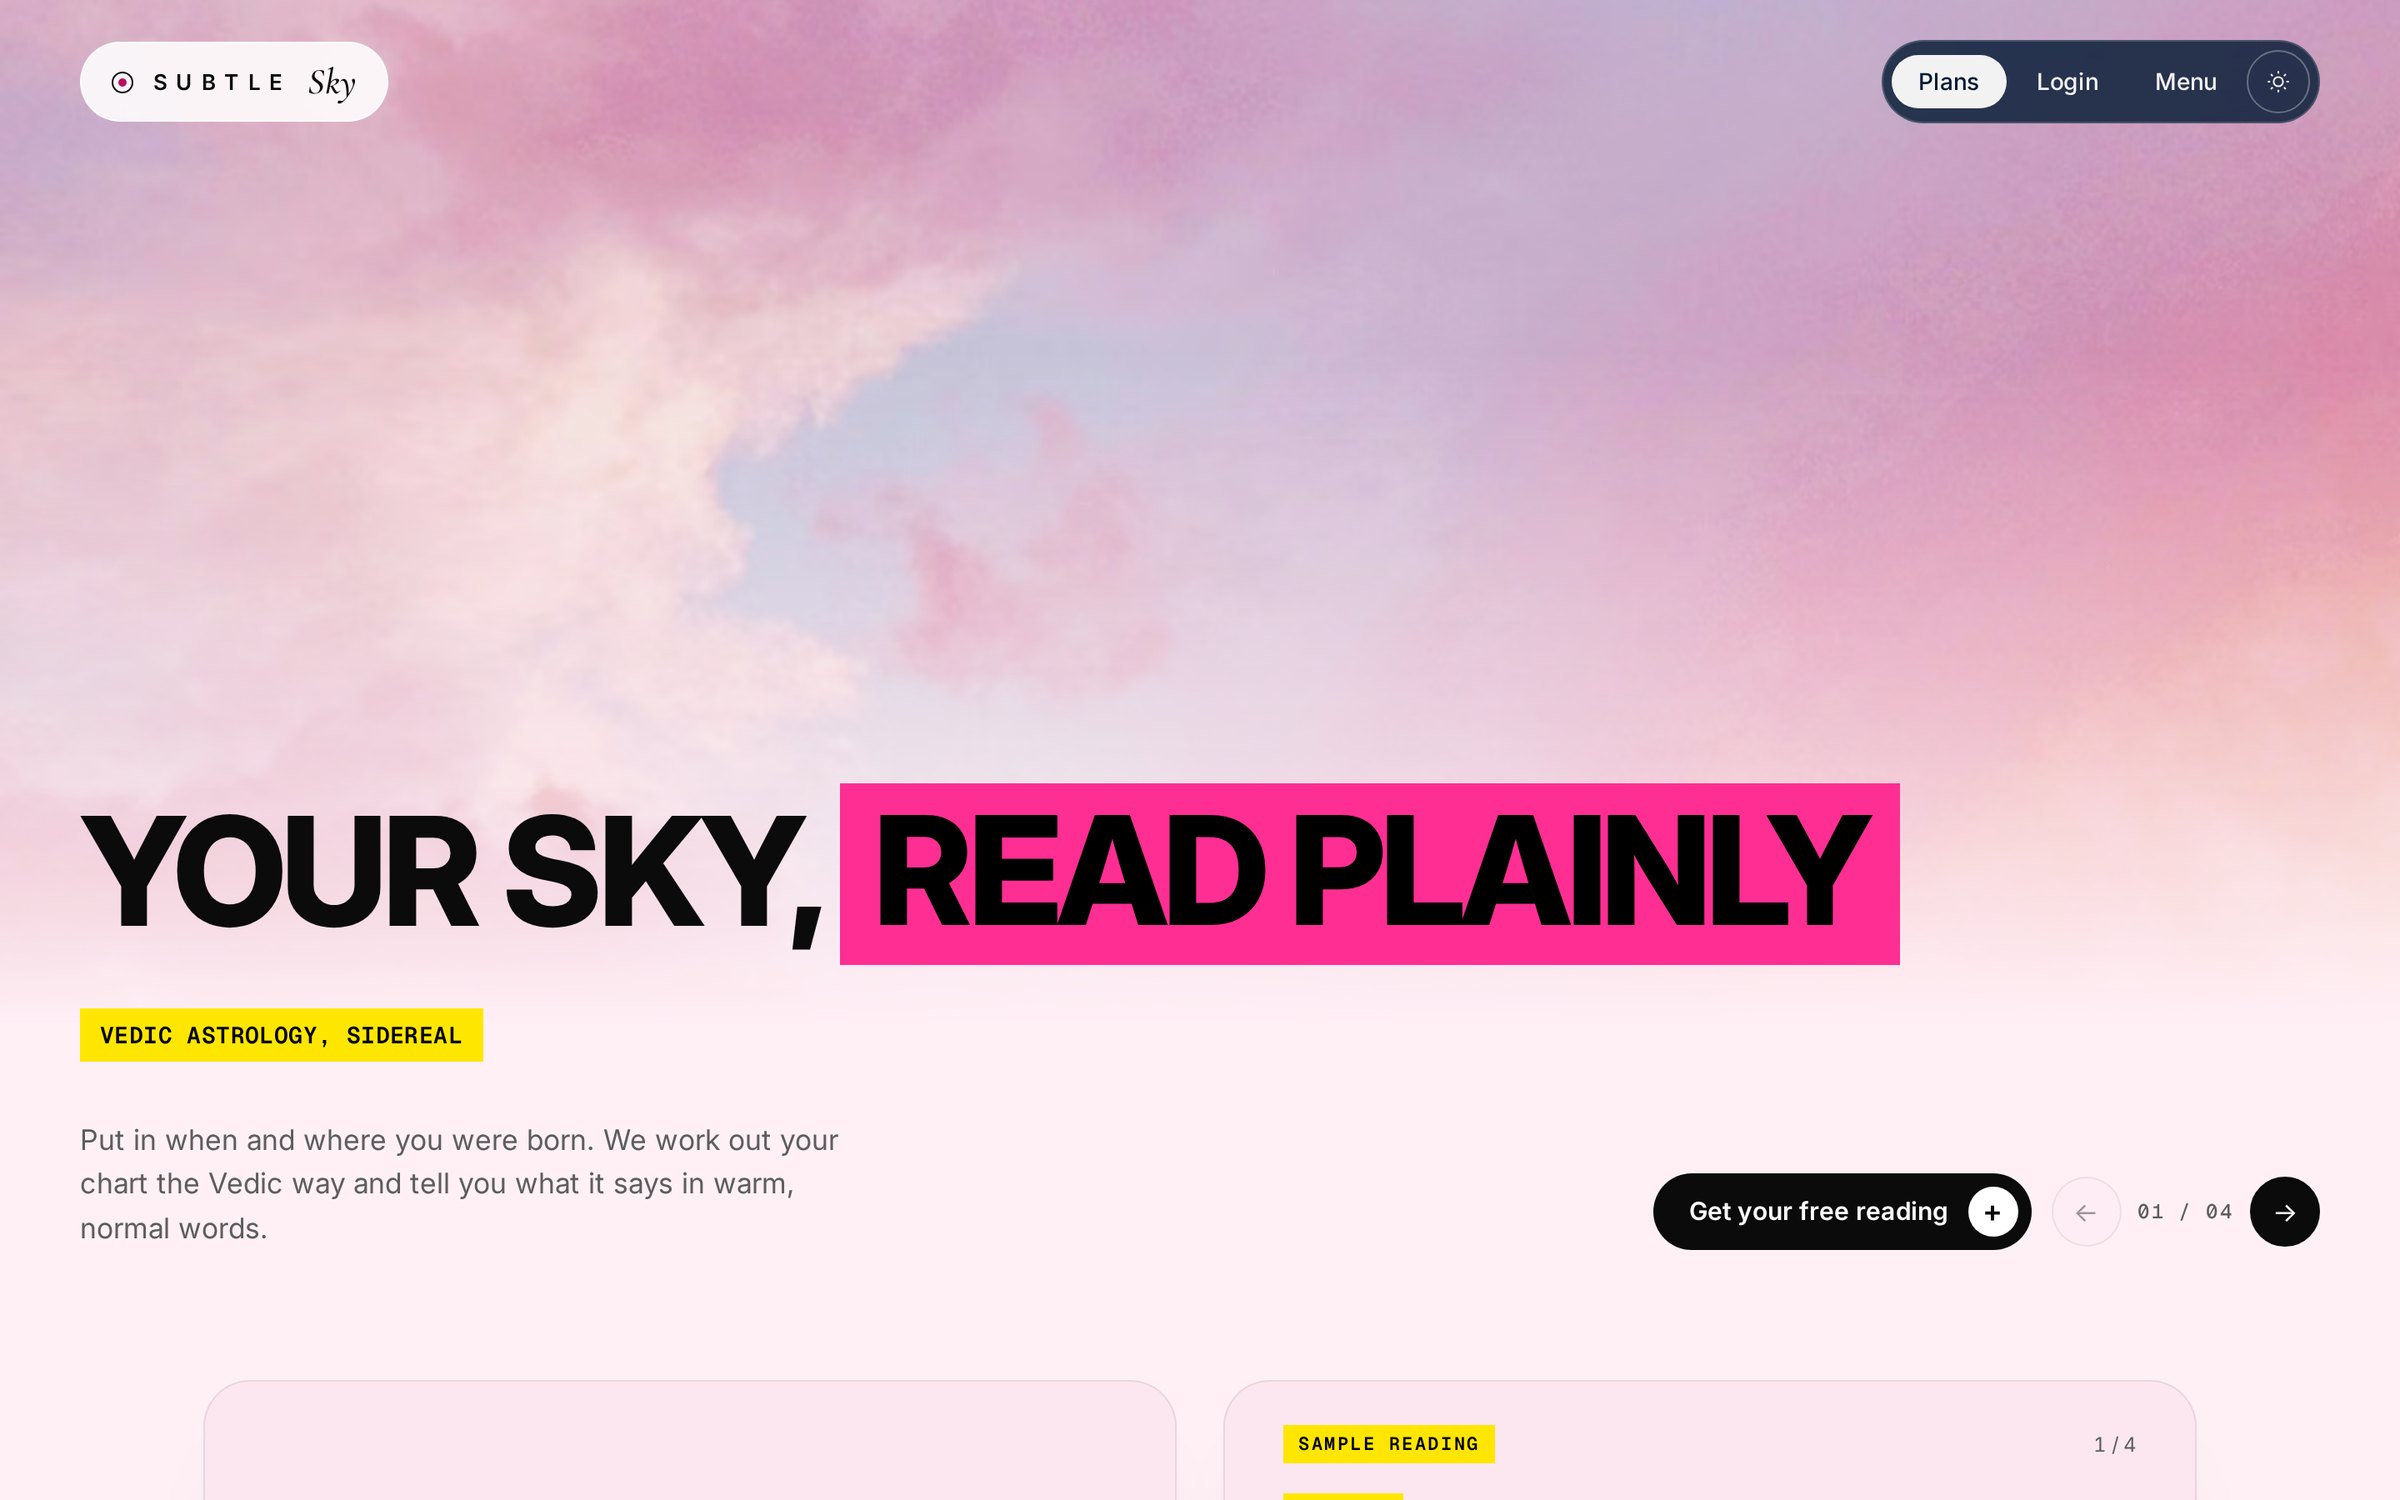 SUBTLE Sky
Plans
Login
Menu
YOUR SKY, READ PLAINLY
VEDIC ASTROLOGY, SIDEREAL
Put in when and where you were born. We work out your
chart the Vedic way and tell you what it says in warm,
normal words.
Get your free reading +
01 / 04
SAMPLE READING
1/4